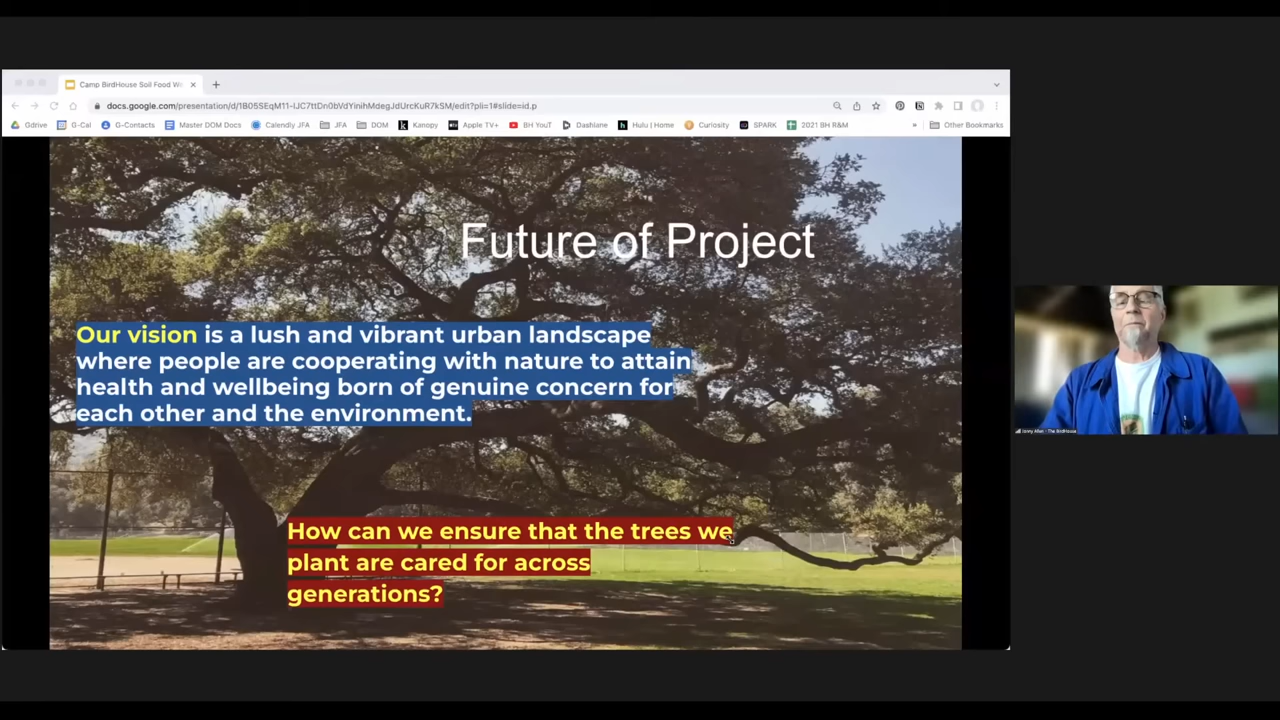 Camp BirdHouse Soil Food We
docs.google.com/presentation/d/1B05SEqM11-IJC7ttDn0bVdYinihMdegJdUrcKuR7kSM/edit?pli=1#slide=id.p
Gdrive G-Cal G-Contacts Master DOM Docs Calendly JFA JFA DOM Kanopy Apple TV+ BH YouT Dashlane Hulu | Home Curiosity SPARK 2021 BH R&M » Other Bookmarks
Future of Project
Our vision is a lush and vibrant urban landscape
where people are cooperating with nature to attain
health and wellbeing born of genuine concern for
each other and the environment.
How can we ensure that the trees we
plant are cared for across
generations?
The BirdHouse